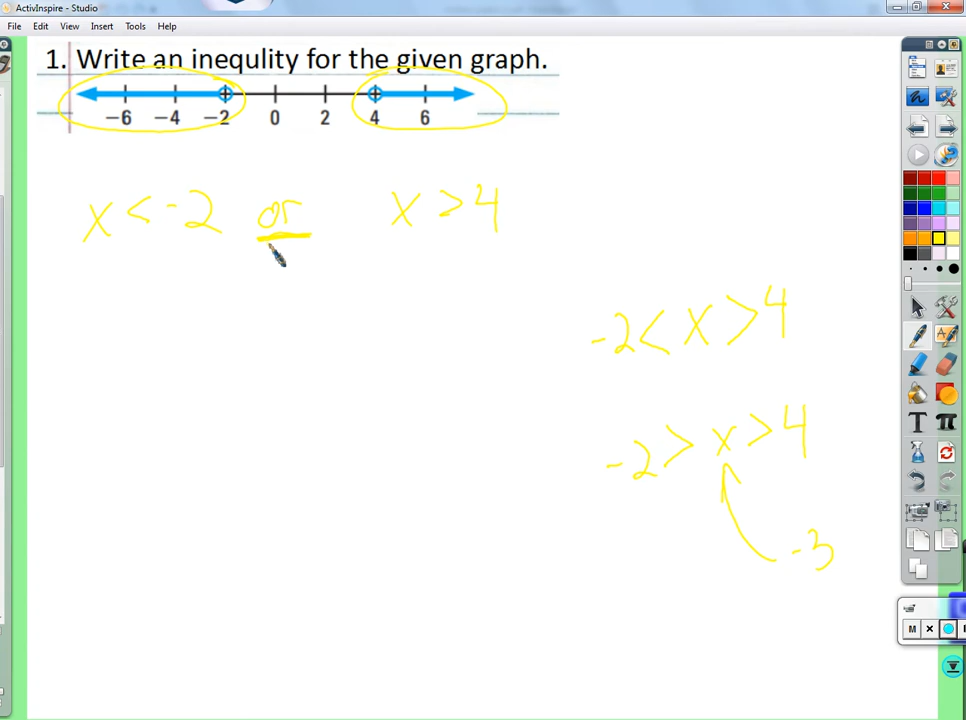 ActivInspire - Studio
File Edit View Insert Tools Help
1. Write an inequlity for the given graph.
-6 -4 -2 0 2 4 6
x < -2 or x > 4
-2 < x > 4
-2 > x > 4
-3
M